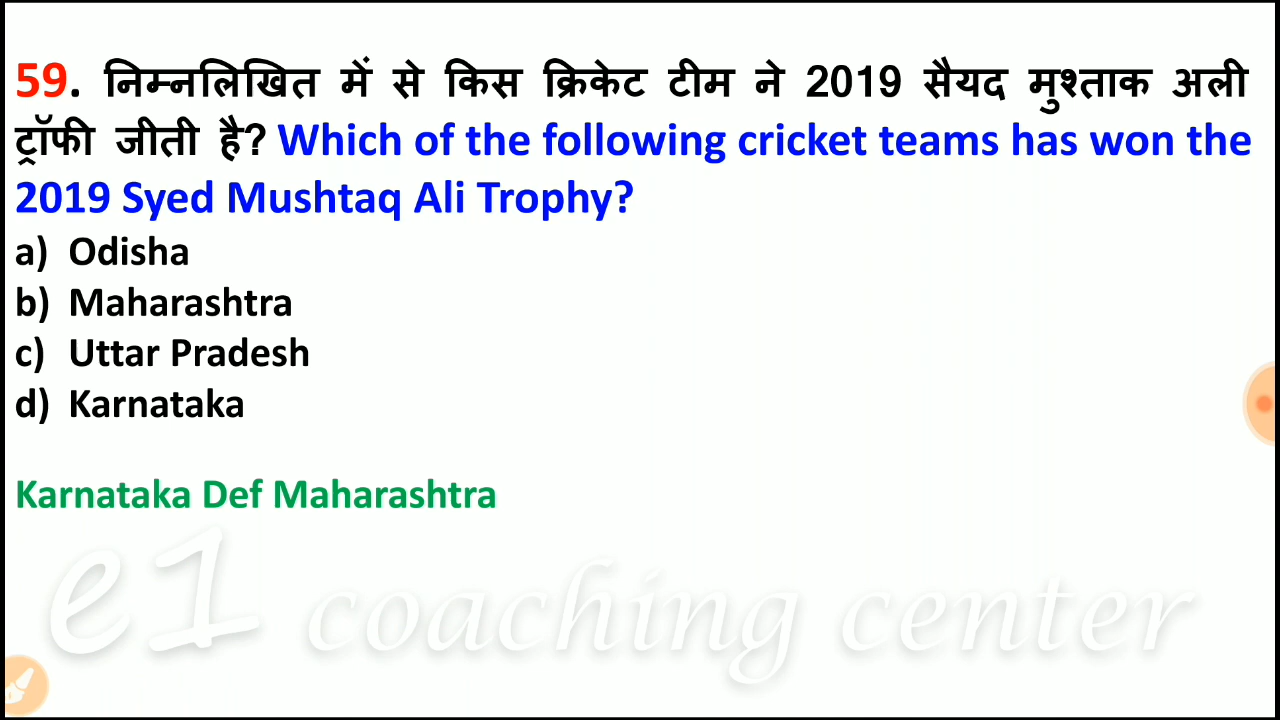 59. निम्नलिखित में से किस क्रिकेट टीम ने 2019 सैयद मुश्ताक अली
ट्रॉफी जीती है? Which of the following cricket teams has won the
2019 Syed Mushtaq Ali Trophy?
a) Odisha
b) Maharashtra
c) Uttar Pradesh
d) Karnataka
Karnataka Def Maharashtra
e1 coaching center